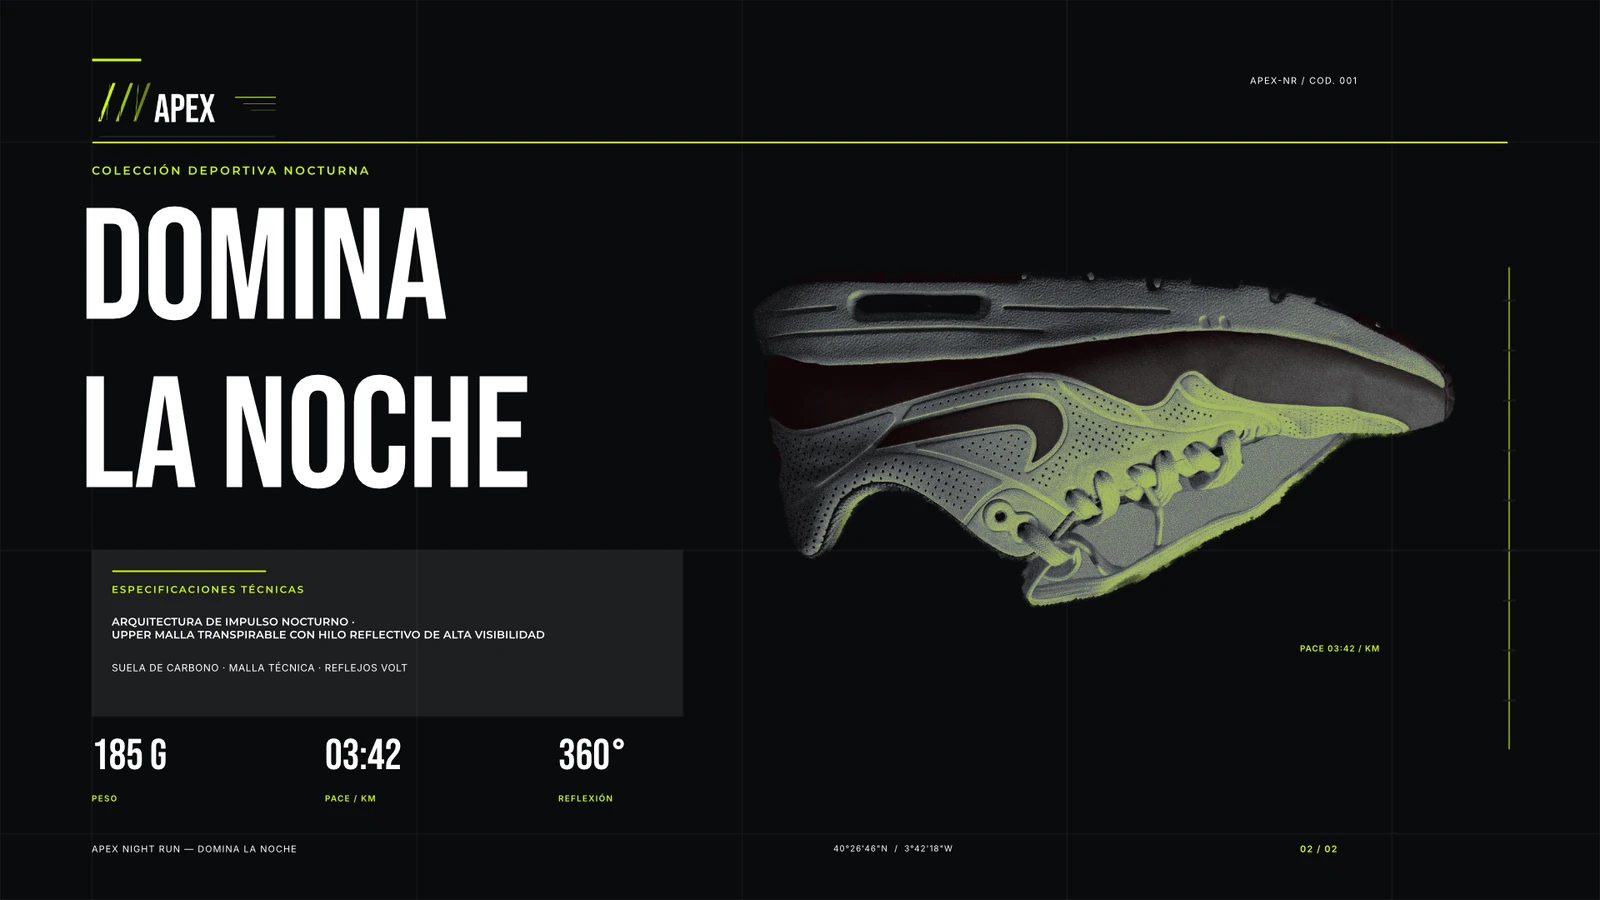 APEX
APEX-NR / COD. 001
COLECCIÓN DEPORTIVA NOCTURNA
DOMINA
LA NOCHE
ESPECIFICACIONES TÉCNICAS
ARQUITECTURA DE IMPULSO NOCTURNO ·
UPPER MALLA TRANSPIRABLE CON HILO REFLECTIVO DE ALTA VISIBILIDAD
SUELA DE CARBONO · MALLA TÉCNICA · REFLEJOS VOLT
185 G
PESO
03:42
PACE / KM
360°
REFLEXIÓN
PACE 03:42 / KM
APEX NIGHT RUN — DOMINA LA NOCHE
40°26'46"N / 3°42'18"W
02 / 02